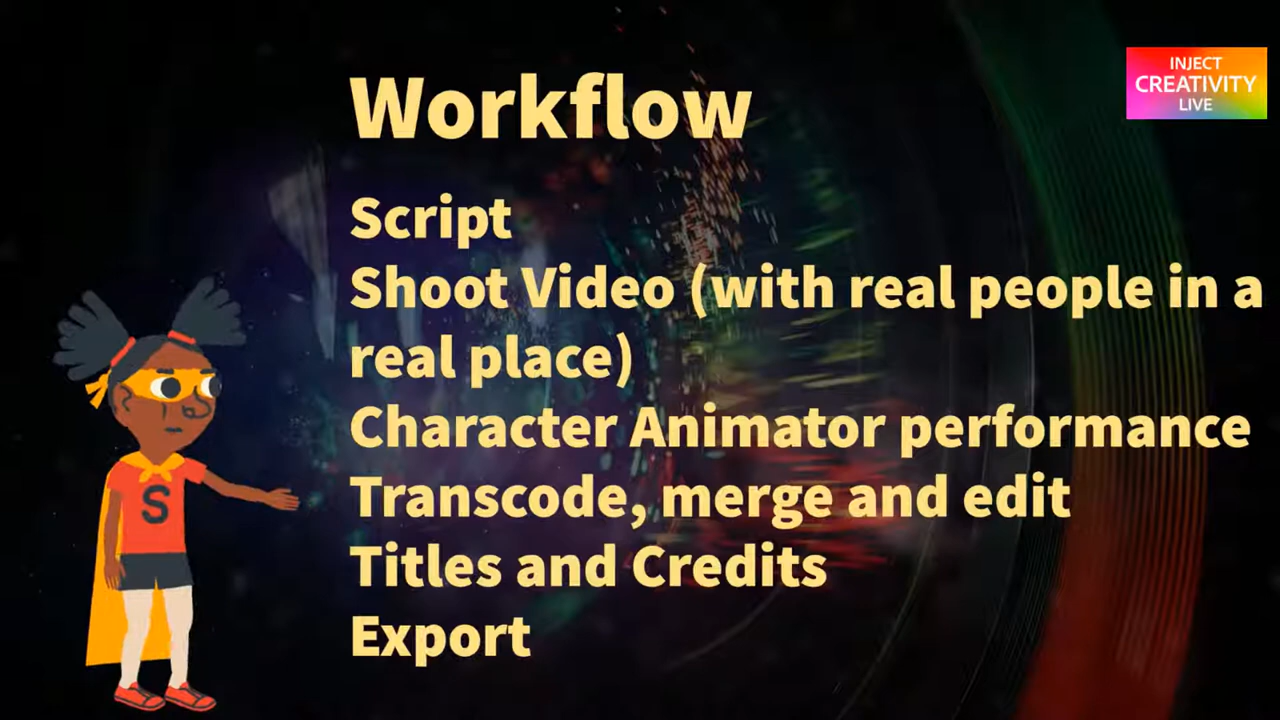 INJECT
CREATIVITY
LIVE
Workflow
Script
Shoot Video (with real people in a
real place)
Character Animator performance
Transcode, merge and edit
Titles and Credits
Export
S